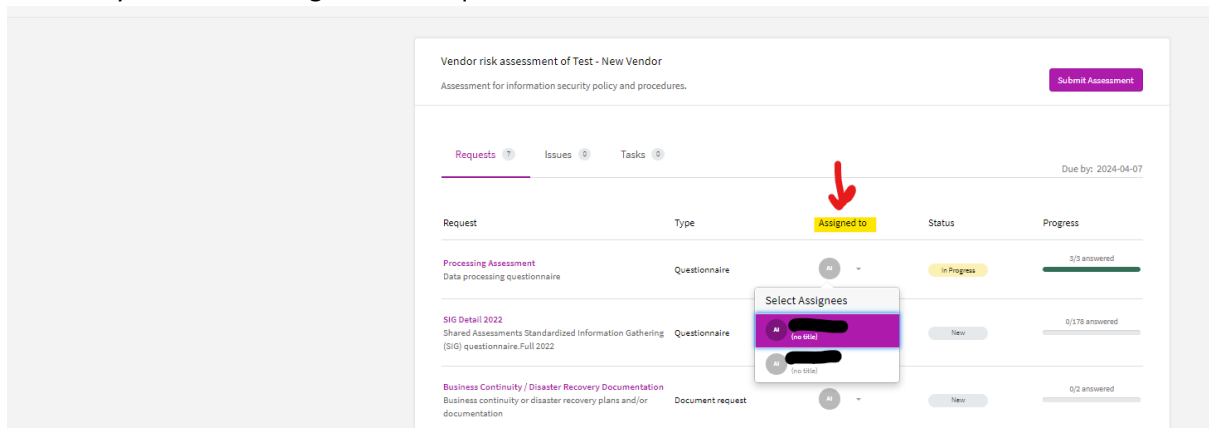 Vendor risk assessment of Test - New Vendor
Assessment for information security policy and procedures.
Submit Assessment
Requests 7 Issues 0 Tasks 0
Due by: 2024-04-07
Request Type Assigned to Status Progress
Processing Assessment
Data processing questionnaire
Questionnaire
AI
In Progress
3/3 answered
Select Assignees
AI
(no title)
AI
(no title)
SIG Detail 2022
Shared Assessments Standardized Information Gathering
(SIG) questionnaire.Full 2022
Questionnaire
New
0/178 answered
Business Continuity / Disaster Recovery Documentation
Business continuity or disaster recovery plans and/or
documentation
Document request
AI
New
0/2 answered